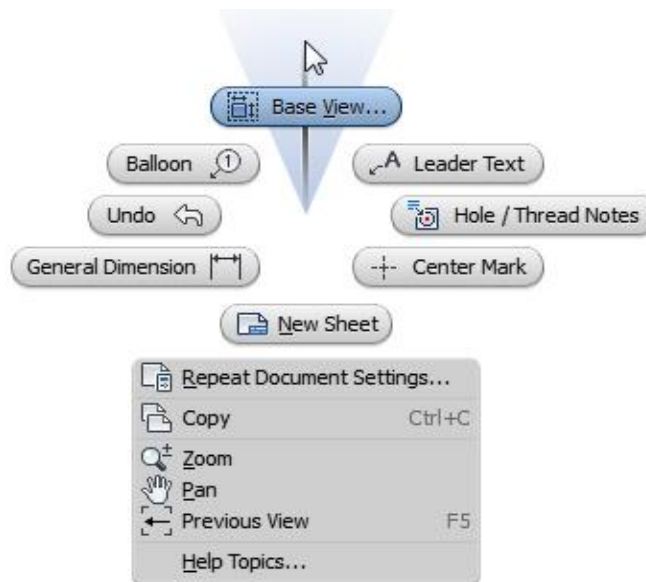 Base View...
Balloon 1
Leader Text
Undo
Hole / Thread Notes
General Dimension
Center Mark
New Sheet
Repeat Document Settings...
Copy Ctrl+C
Zoom
Pan
Previous View F5
Help Topics...